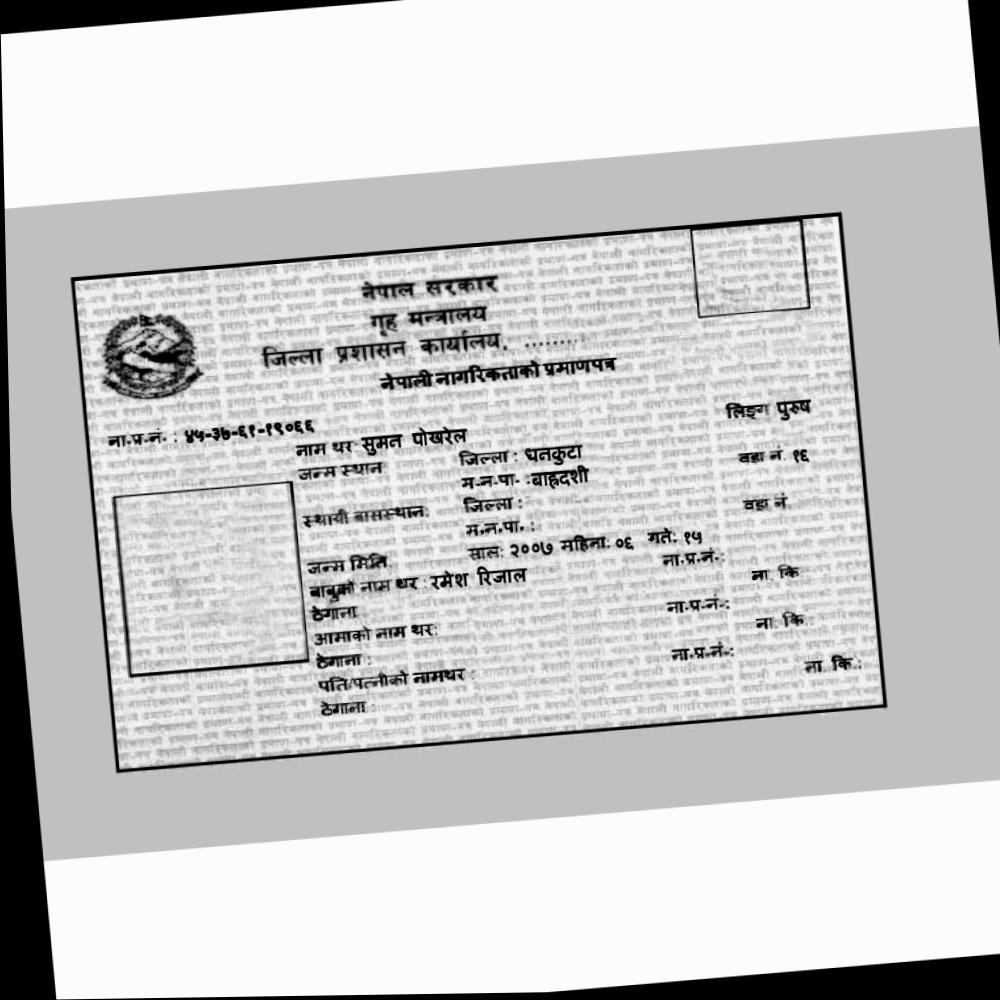 नेपाल सरकार
गृह मन्त्रालय
जिल्ला प्रशासन कार्यालय. ........
नेपाली नागरिकताको प्रमाणपत्र
ना.प्र.नं. : ४५-३७-६१-१९०६६
लिङ्ग पुरुष
नाम थर सुमन पोखरेल
जन्म स्थान जिल्ला : धनकुटा
म-न-पा- :बाह्रदशी वडा नं. १६
स्थायी बासस्थान: जिल्ला :
म.न.पा. : वडा नं
जन्म मिति साल: २००७ महिना: ०६ गते: १५
बाबुको नाम थर : रमेश रिजाल ना.प्र.नं.:
ठेगाना ना कि
आमाको नाम थर: ना.प्र-नं-:
ठेगाना : ना कि
पति/पत्नीको नामथर : ना.प्र-नं-:
ठेगाना ना कि :